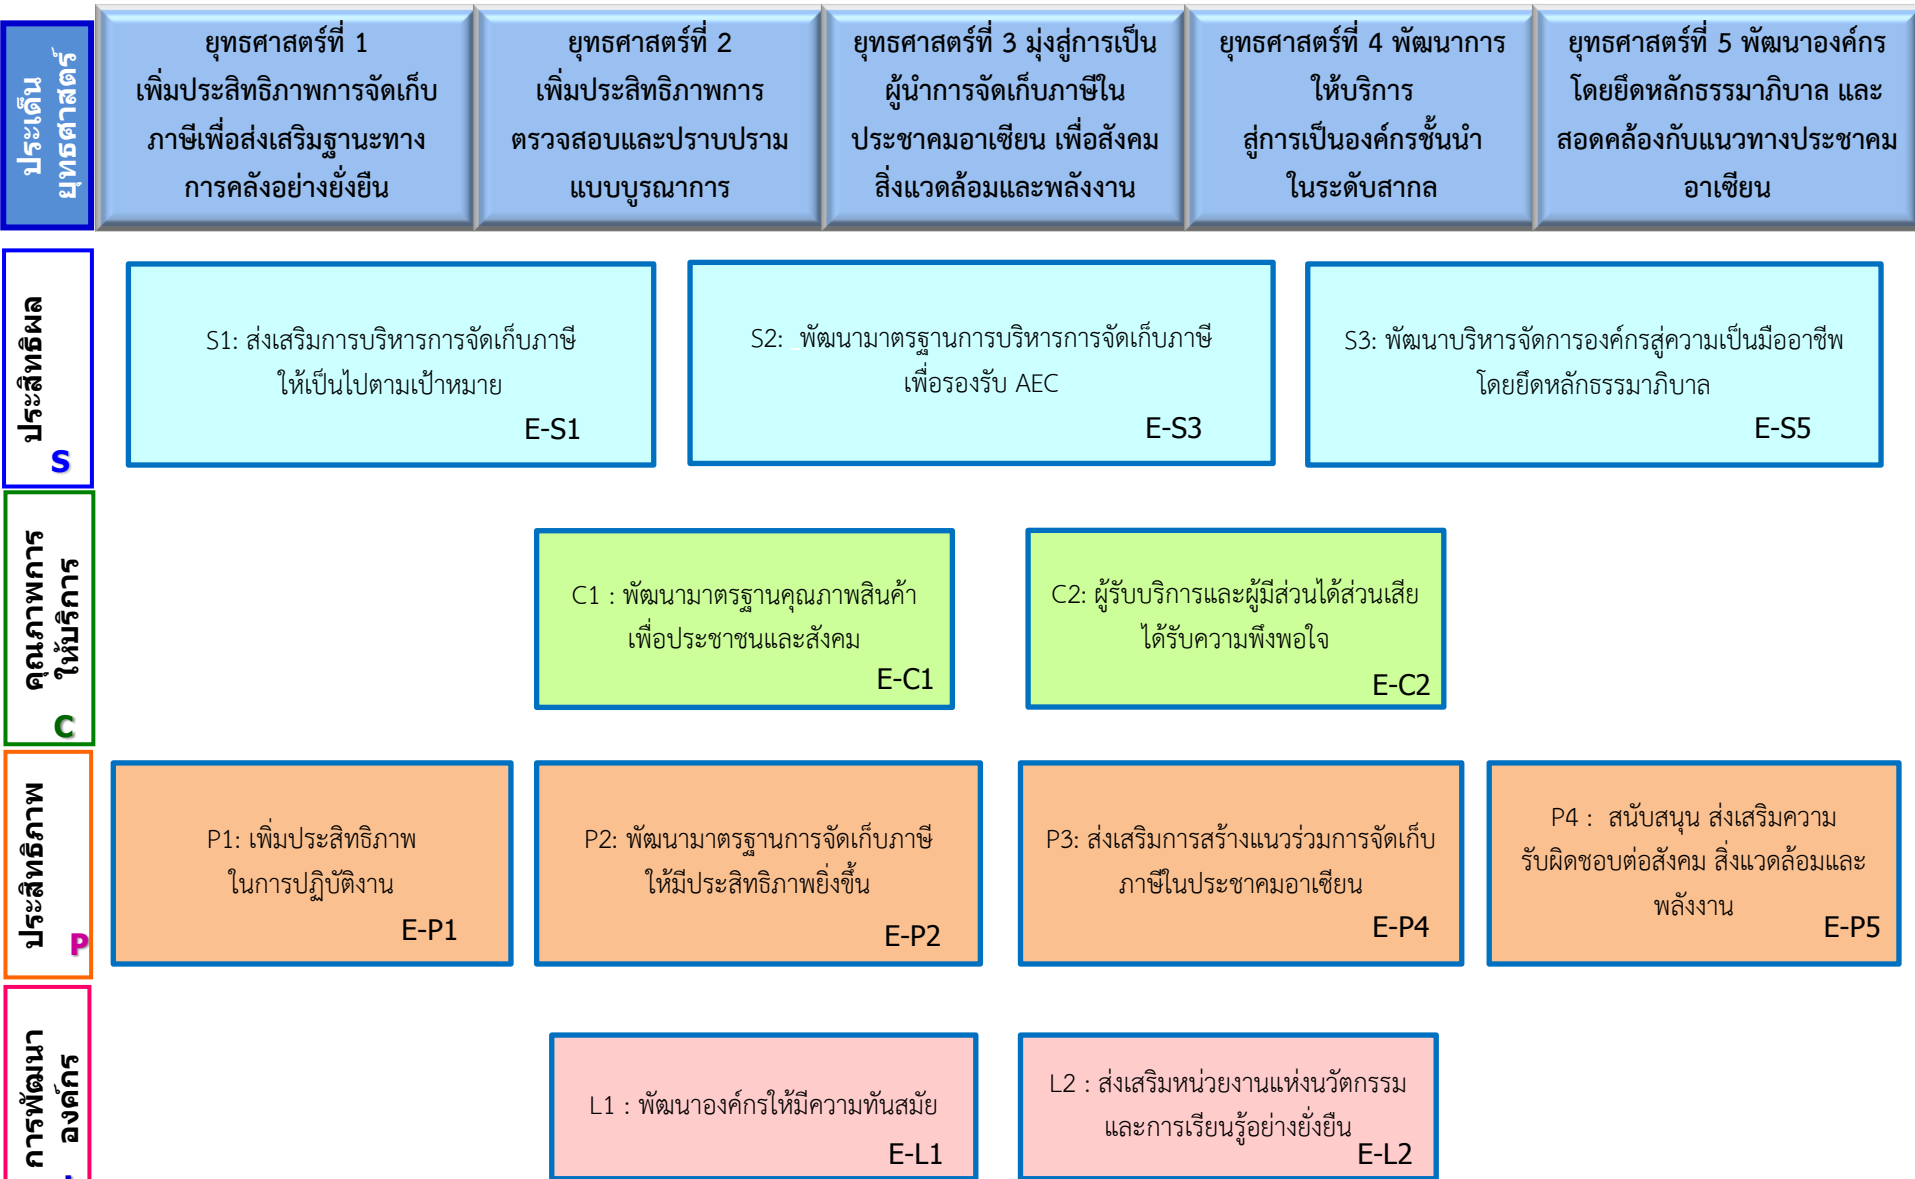 ประเด็น
ยุทธศาสตร์
ยุทธศาสตร์ที่ 1
เพิ่มประสิทธิภาพการจัดเก็บ
ภาษีเพื่อส่งเสริมฐานะทาง
การคลังอย่างยั่งยืน
ยุทธศาสตร์ที่ 2
เพิ่มประสิทธิภาพการ
ตรวจสอบและปราบปราม
แบบบูรณาการ
ยุทธศาสตร์ที่ 3 มุ่งสู่การเป็น
ผู้นำการจัดเก็บภาษีใน
ประชาคมอาเซียน เพื่อสังคม
สิ่งแวดล้อมและพลังงาน
ยุทธศาสตร์ที่ 4 พัฒนาการ
ให้บริการ
สู่การเป็นองค์กรชั้นนำ
ในระดับสากล
ยุทธศาสตร์ที่ 5 พัฒนาองค์กร
โดยยึดหลักธรรมาภิบาล และ
สอดคล้องกับแนวทางประชาคม
อาเซียน
ประสิทธิผล
S
S1: ส่งเสริมการบริหารการจัดเก็บภาษี
ให้เป็นไปตามเป้าหมาย
E-S1
S2: พัฒนามาตรฐานการบริหารการจัดเก็บภาษี
เพื่อรองรับ AEC
E-S3
S3: พัฒนาบริหารจัดการองค์กรสู่ความเป็นมืออาชีพ
โดยยึดหลักธรรมาภิบาล
E-S5
คุณภาพการ
ให้บริการ
C
C1 : พัฒนามาตรฐานคุณภาพสินค้า
เพื่อประชาชนและสังคม
E-C1
C2: ผู้รับบริการและผู้มีส่วนได้ส่วนเสีย
ได้รับความพึงพอใจ
E-C2
ประสิทธิภาพ
P
P1: เพิ่มประสิทธิภาพ
ในการปฏิบัติงาน
E-P1
P2: พัฒนามาตรฐานการจัดเก็บภาษี
ให้มีประสิทธิภาพยิ่งขึ้น
E-P2
P3: ส่งเสริมการสร้างแนวร่วมการจัดเก็บ
ภาษีในประชาคมอาเซียน
E-P4
P4 : สนับสนุน ส่งเสริมความ
รับผิดชอบต่อสังคม สิ่งแวดล้อมและ
พลังงาน
E-P5
การพัฒนา
องค์กร
L1 : พัฒนาองค์กรให้มีความทันสมัย
E-L1
L2 : ส่งเสริมหน่วยงานแห่งนวัตกรรม
และการเรียนรู้อย่างยั่งยืน
E-L2